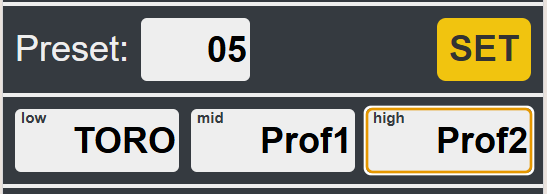 Preset: 05 SET
low mid high
TORO Prof1 Prof2